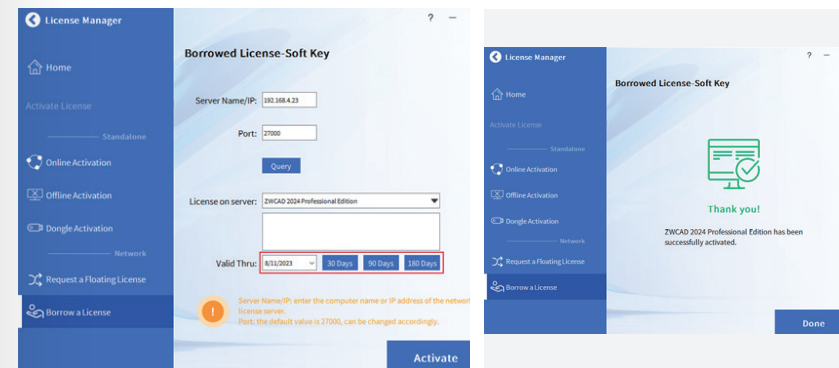 License Manager
?
Home
Activate License
Standalone
Online Activation
Offline Activation
Dongle Activation
Network
Request a Floating License
Borrow a License
Borrowed License-Soft Key
Server Name/IP: 192.168.4.23
Port: 27000
Query
License on server: ZWCAD 2024 Professional Edition
Valid Thru: 8/11/2023 30 Days 90 Days 180 Days
!
Server Name/IP: enter the computer name or IP address of the networ
license server.
Port: the default valve is 27000, can be changed accordingly.
Activate
License Manager
?
Home
Activate License
Standalone
Online Activation
Offline Activation
Dongle Activation
Network
Request a Floating License
Borrow a License
Borrowed License-Soft Key
Thank you!
ZWCAD 2024 Professional Edition has been
successfully activated.
Done